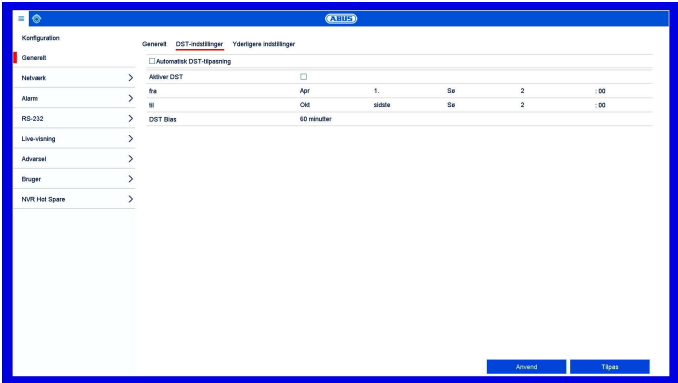 ABUS
Konfiguration
Generelt
Netværk
Alarm
RS-232
Live-visning
Advarsel
Bruger
NVR Hot Spare
Generelt DST-indstillinger Yderligere indstillinger
Automatisk DST-tilpasning
Aktiver DST
fra Apr 1. Sø 2 :00
til Okt sidste Sø 2 :00
DST Bias 60 minutter
Anvend Tilpas